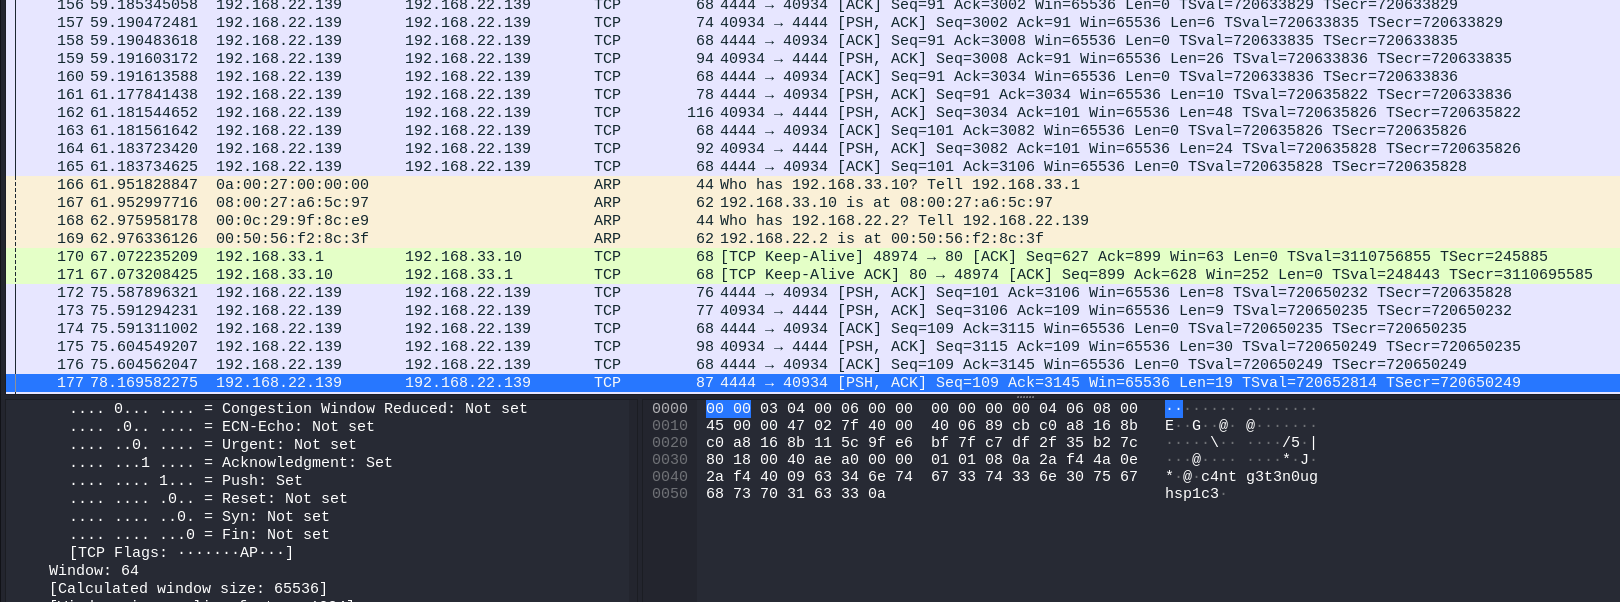 156 59.185345058 192.168.22.139 192.168.22.139 TCP 68 4444 → 40934 [ACK] Seq=91 Ack=3002 Win=65536 Len=0 TSval=720633829 TSecr=720633829
157 59.190472481 192.168.22.139 192.168.22.139 TCP 74 40934 → 4444 [PSH, ACK] Seq=3002 Ack=91 Win=65536 Len=6 TSval=720633835 TSecr=720633829
158 59.190483618 192.168.22.139 192.168.22.139 TCP 68 4444 → 40934 [ACK] Seq=91 Ack=3008 Win=65536 Len=0 TSval=720633835 TSecr=720633835
159 59.191603172 192.168.22.139 192.168.22.139 TCP 94 40934 → 4444 [PSH, ACK] Seq=3008 Ack=91 Win=65536 Len=26 TSval=720633836 TSecr=720633835
160 59.191613588 192.168.22.139 192.168.22.139 TCP 68 4444 → 40934 [ACK] Seq=91 Ack=3034 Win=65536 Len=0 TSval=720633836 TSecr=720633836
161 61.177841438 192.168.22.139 192.168.22.139 TCP 78 4444 → 40934 [PSH, ACK] Seq=91 Ack=3034 Win=65536 Len=10 TSval=720635822 TSecr=720633836
162 61.181544652 192.168.22.139 192.168.22.139 TCP 116 40934 → 4444 [PSH, ACK] Seq=3034 Ack=101 Win=65536 Len=48 TSval=720635826 TSecr=720635822
163 61.181561642 192.168.22.139 192.168.22.139 TCP 68 4444 → 40934 [ACK] Seq=101 Ack=3082 Win=65536 Len=0 TSval=720635826 TSecr=720635826
164 61.183723420 192.168.22.139 192.168.22.139 TCP 92 40934 → 4444 [PSH, ACK] Seq=3082 Ack=101 Win=65536 Len=24 TSval=720635828 TSecr=720635826
165 61.183734625 192.168.22.139 192.168.22.139 TCP 68 4444 → 40934 [ACK] Seq=101 Ack=3106 Win=65536 Len=0 TSval=720635828 TSecr=720635828
166 61.951828847 0a:00:27:00:00:00 ARP 44 Who has 192.168.33.10? Tell 192.168.33.1
167 61.952997716 08:00:27:a6:5c:97 ARP 62 192.168.33.10 is at 08:00:27:a6:5c:97
168 62.975958178 00:0c:29:9f:8c:e9 ARP 44 Who has 192.168.22.2? Tell 192.168.22.139
169 62.976336126 00:50:56:f2:8c:3f ARP 62 192.168.22.2 is at 00:50:56:f2:8c:3f
170 67.072235209 192.168.33.1 192.168.33.10 TCP 68 [TCP Keep-Alive] 48974 → 80 [ACK] Seq=627 Ack=899 Win=63 Len=0 TSval=3110756855 TSecr=245885
171 67.073208425 192.168.33.10 192.168.33.1 TCP 68 [TCP Keep-Alive ACK] 80 → 48974 [ACK] Seq=899 Ack=628 Win=252 Len=0 TSval=248443 TSecr=3110695585
172 75.587896321 192.168.22.139 192.168.22.139 TCP 76 4444 → 40934 [PSH, ACK] Seq=101 Ack=3106 Win=65536 Len=8 TSval=720650232 TSecr=720635828
173 75.591294231 192.168.22.139 192.168.22.139 TCP 77 40934 → 4444 [PSH, ACK] Seq=3106 Ack=109 Win=65536 Len=9 TSval=720650235 TSecr=720650232
174 75.591311002 192.168.22.139 192.168.22.139 TCP 68 4444 → 40934 [ACK] Seq=109 Ack=3115 Win=65536 Len=0 TSval=720650235 TSecr=720650235
175 75.604549207 192.168.22.139 192.168.22.139 TCP 98 40934 → 4444 [PSH, ACK] Seq=3115 Ack=109 Win=65536 Len=30 TSval=720650249 TSecr=720650235
176 75.604562047 192.168.22.139 192.168.22.139 TCP 68 4444 → 40934 [ACK] Seq=109 Ack=3145 Win=65536 Len=0 TSval=720650249 TSecr=720650249
177 78.169582275 192.168.22.139 192.168.22.139 TCP 87 4444 → 40934 [PSH, ACK] Seq=109 Ack=3145 Win=65536 Len=19 TSval=720652814 TSecr=720650249
.... 0... .... = Congestion Window Reduced: Not set
.... .0.. .... = ECN-Echo: Not set
.... ..0. .... = Urgent: Not set
.... ...1 .... = Acknowledgment: Set
.... .... 1... = Push: Set
.... .... .0.. = Reset: Not set
.... .... ..0. = Syn: Not set
.... .... ...0 = Fin: Not set
[TCP Flags: ·······AP···]
Window: 64
[Calculated window size: 65536]
0000 00 00 03 04 00 06 00 00 00 00 00 00 04 06 08 00 ········ ········
0010 45 00 00 47 02 7f 40 00 40 06 89 cb c0 a8 16 8b E··G··@· @·······
0020 c0 a8 16 8b 11 5c 9f e6 bf 7f c7 df 2f 35 b2 7c ·····\·· ····/5·|
0030 80 18 00 40 ae a0 00 00 01 01 08 0a 2a f4 4a 0e ···@···· ····*·J·
0040 2a f4 40 09 63 34 6e 74 67 33 74 33 6e 30 75 67 *·@·c4nt g3t3n0ug
0050 68 73 70 31 63 33 0a hsp1c3·